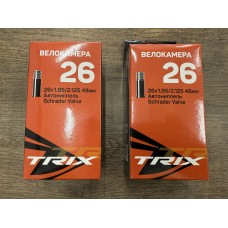 ВЕЛОКАМЕРА
26
26x1.95/2.125 48мм
Автониппель
Schrader Valve
TRIX
ВЕЛОКАМЕРА
26
26x1.95/2.125 48мм
Автониппель
Schrader Valve
TRIX